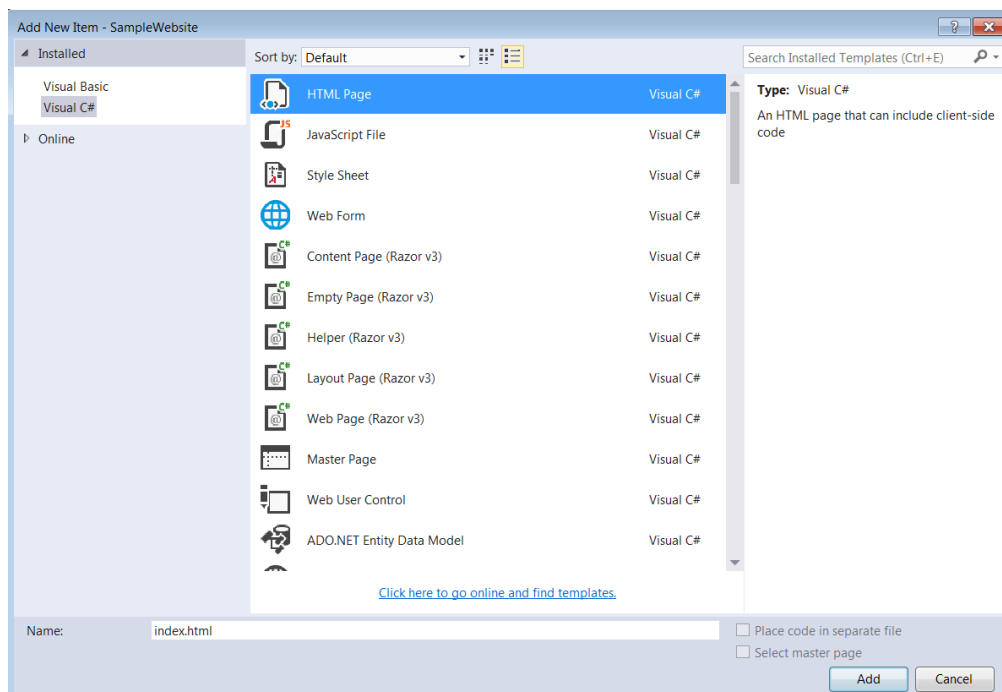 Add New Item - SampleWebsite
Installed
Visual Basic
Visual C#
Online
Sort by: Default
Search Installed Templates (Ctrl+E)
HTML Page Visual C#
JavaScript File Visual C#
Style Sheet Visual C#
Web Form Visual C#
Content Page (Razor v3) Visual C#
Empty Page (Razor v3) Visual C#
Helper (Razor v3) Visual C#
Layout Page (Razor v3) Visual C#
Web Page (Razor v3) Visual C#
Master Page Visual C#
Web User Control Visual C#
ADO.NET Entity Data Model Visual C#
Click here to go online and find templates.
Type: Visual C#
An HTML page that can include client-side
code
Name: index.html
Place code in separate file
Select master page
Add Cancel